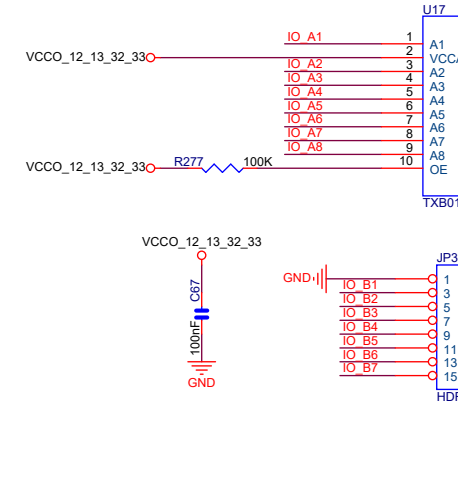 U17
IO_A1 1 A1
VCCO_12_13_32_33 2 VCCA
IO_A2 3 A2
IO_A3 4 A3
IO_A4 5 A4
IO_A5 6 A5
IO_A6 7 A6
IO_A7 8 A7
IO_A8 9 A8
VCCO_12_13_32_33 R277 100K 10 OE
TXB01
VCCO_12_13_32_33
C67
100nF
GND
JP3
GND 1
IO_B1 3
IO_B2 5
IO_B3 7
IO_B4 9
IO_B5 11
IO_B6 13
IO_B7 15
HDR